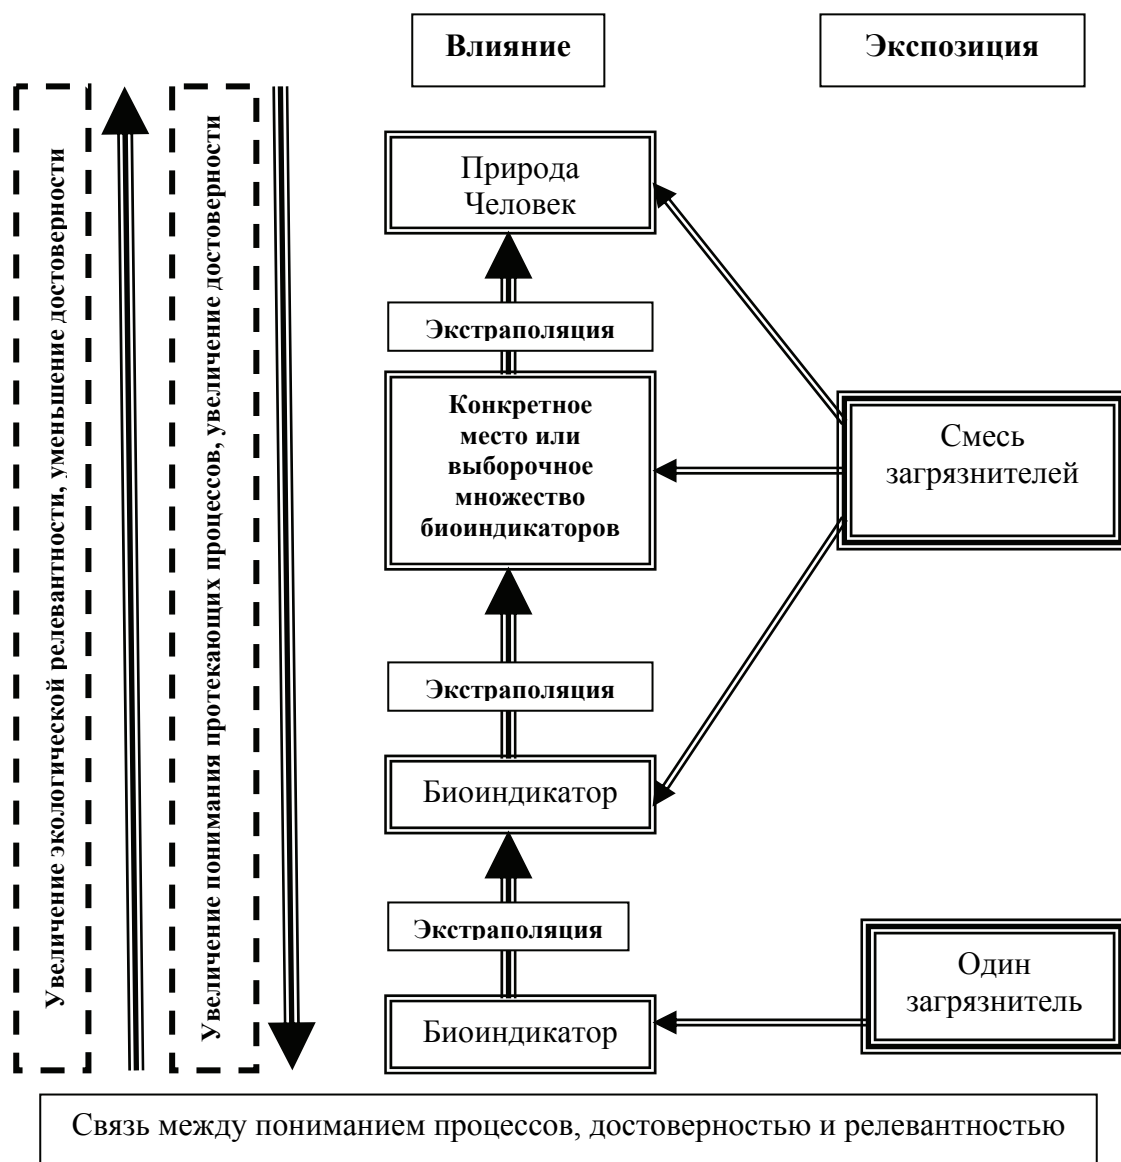 Влияние
Экспозиция
Увеличение экологической релевантности, уменьшение достоверности
Увеличение понимания протекающих процессов, увеличение достоверности
Природа
Человек
Экстраполяция
Конкретное
место или
выборочное
множество
биоиндикаторов
Смесь
загрязнителей
Экстраполяция
Биоиндикатор
Экстраполяция
Один
загрязнитель
Биоиндикатор
Связь между пониманием процессов, достоверностью и релевантностью